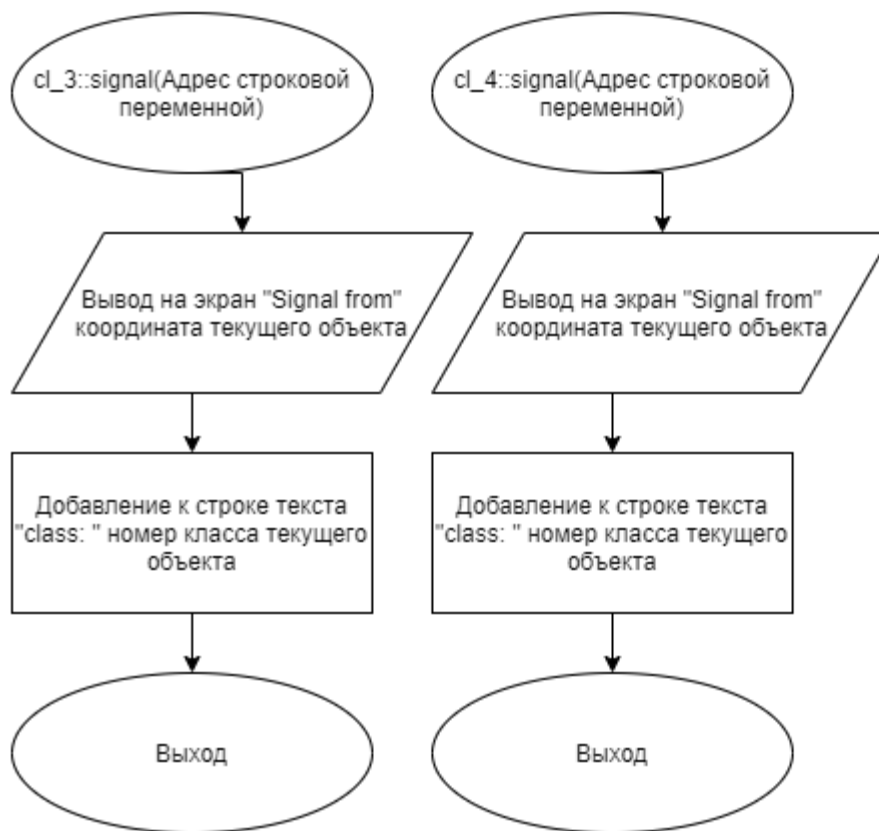 cl_3::signal(Адрес строковой
переменной)
Вывод на экран "Signal from"
координата текущего объекта
Добавление к строке текста
"class: " номер класса текущего
объекта
Выход
cl_4::signal(Адрес строковой
переменной)
Вывод на экран "Signal from"
координата текущего объекта
Добавление к строке текста
"class: " номер класса текущего
объекта
Выход